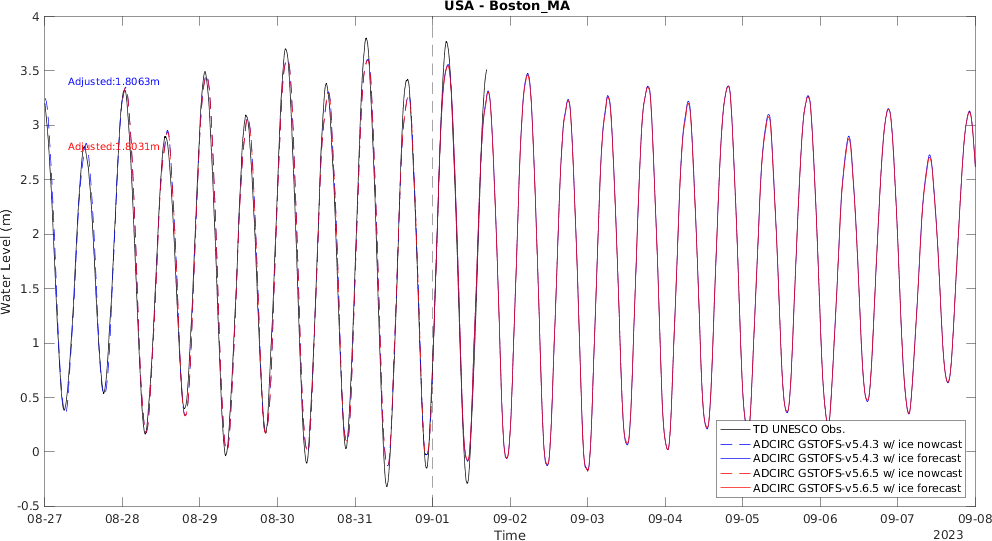 USA - Boston_MA
4
3.5
3
2.5
2
1.5
1
0.5
0
-0.5
Water Level (m)
Adjusted:1.8063m
Adjusted:1.8031m
TD UNESCO Obs.
ADCIRC GSTOFS-v5.4.3 w/ ice nowcast
ADCIRC GSTOFS-v5.4.3 w/ ice forecast
ADCIRC GSTOFS-v5.6.5 w/ ice nowcast
ADCIRC GSTOFS-v5.6.5 w/ ice forecast
08-27 08-28 08-29 08-30 08-31 09-01 09-02 09-03 09-04 09-05 09-06 09-07 09-08
Time
2023